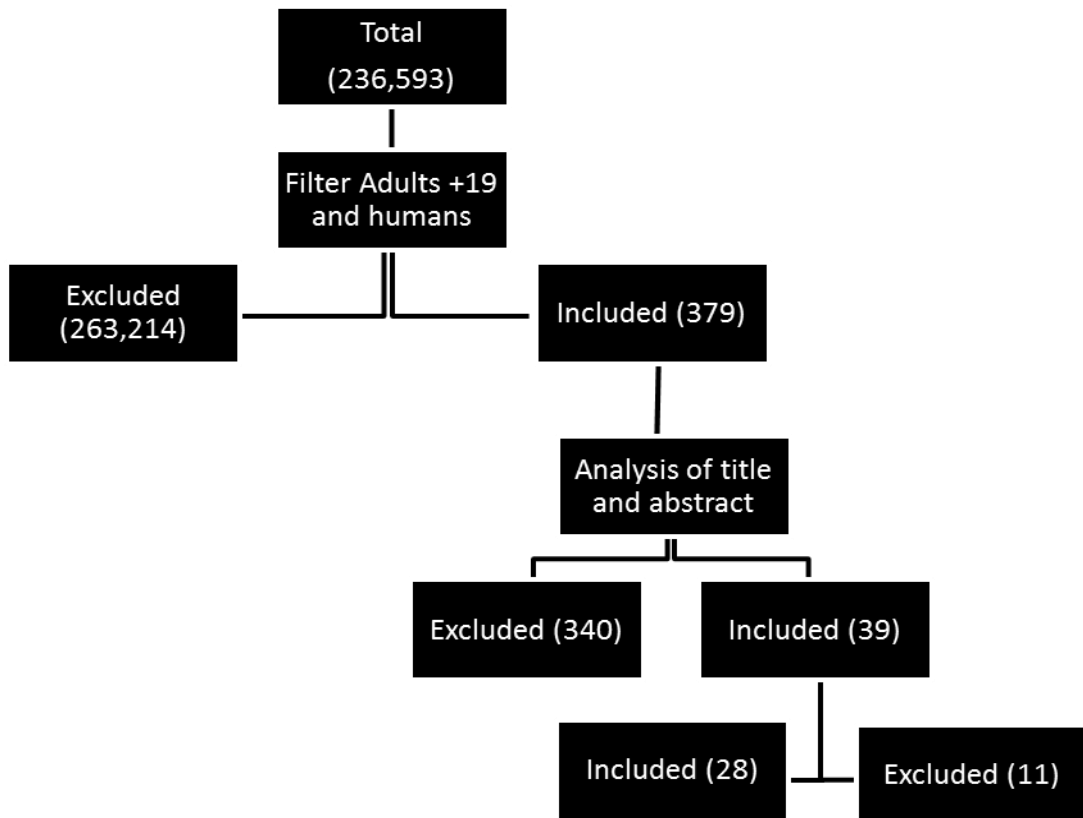 Total
(236,593)
Filter Adults +19
and humans
Excluded
(263,214)
Included (379)
Analysis of title
and abstract
Excluded (340)
Included (39)
Included (28)
Excluded (11)